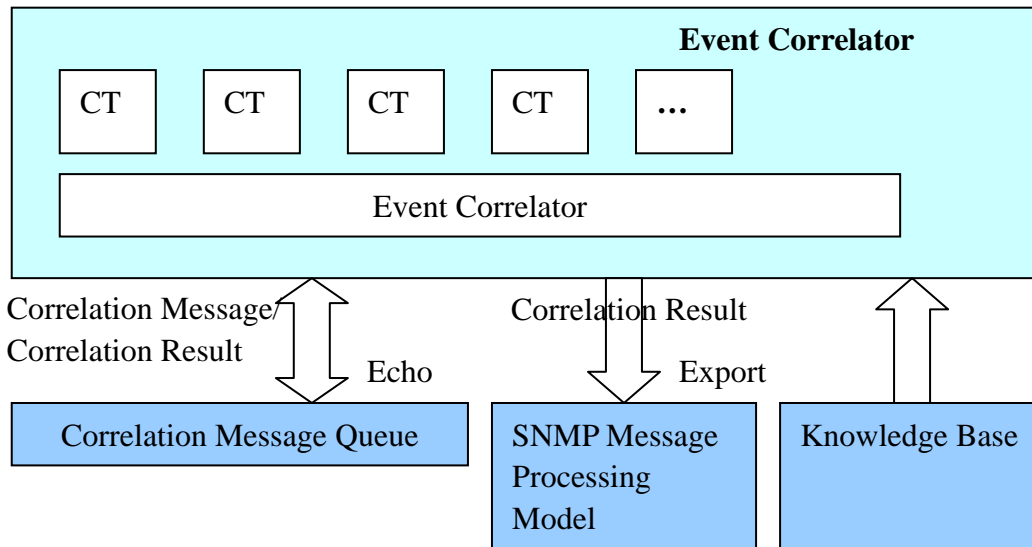 Event Correlator
CT
CT
CT
CT
...
Event Correlator
Correlation Message/
Correlation Result
Echo
Correlation Result
Export
Correlation Message Queue
SNMP Message
Processing
Model
Knowledge Base